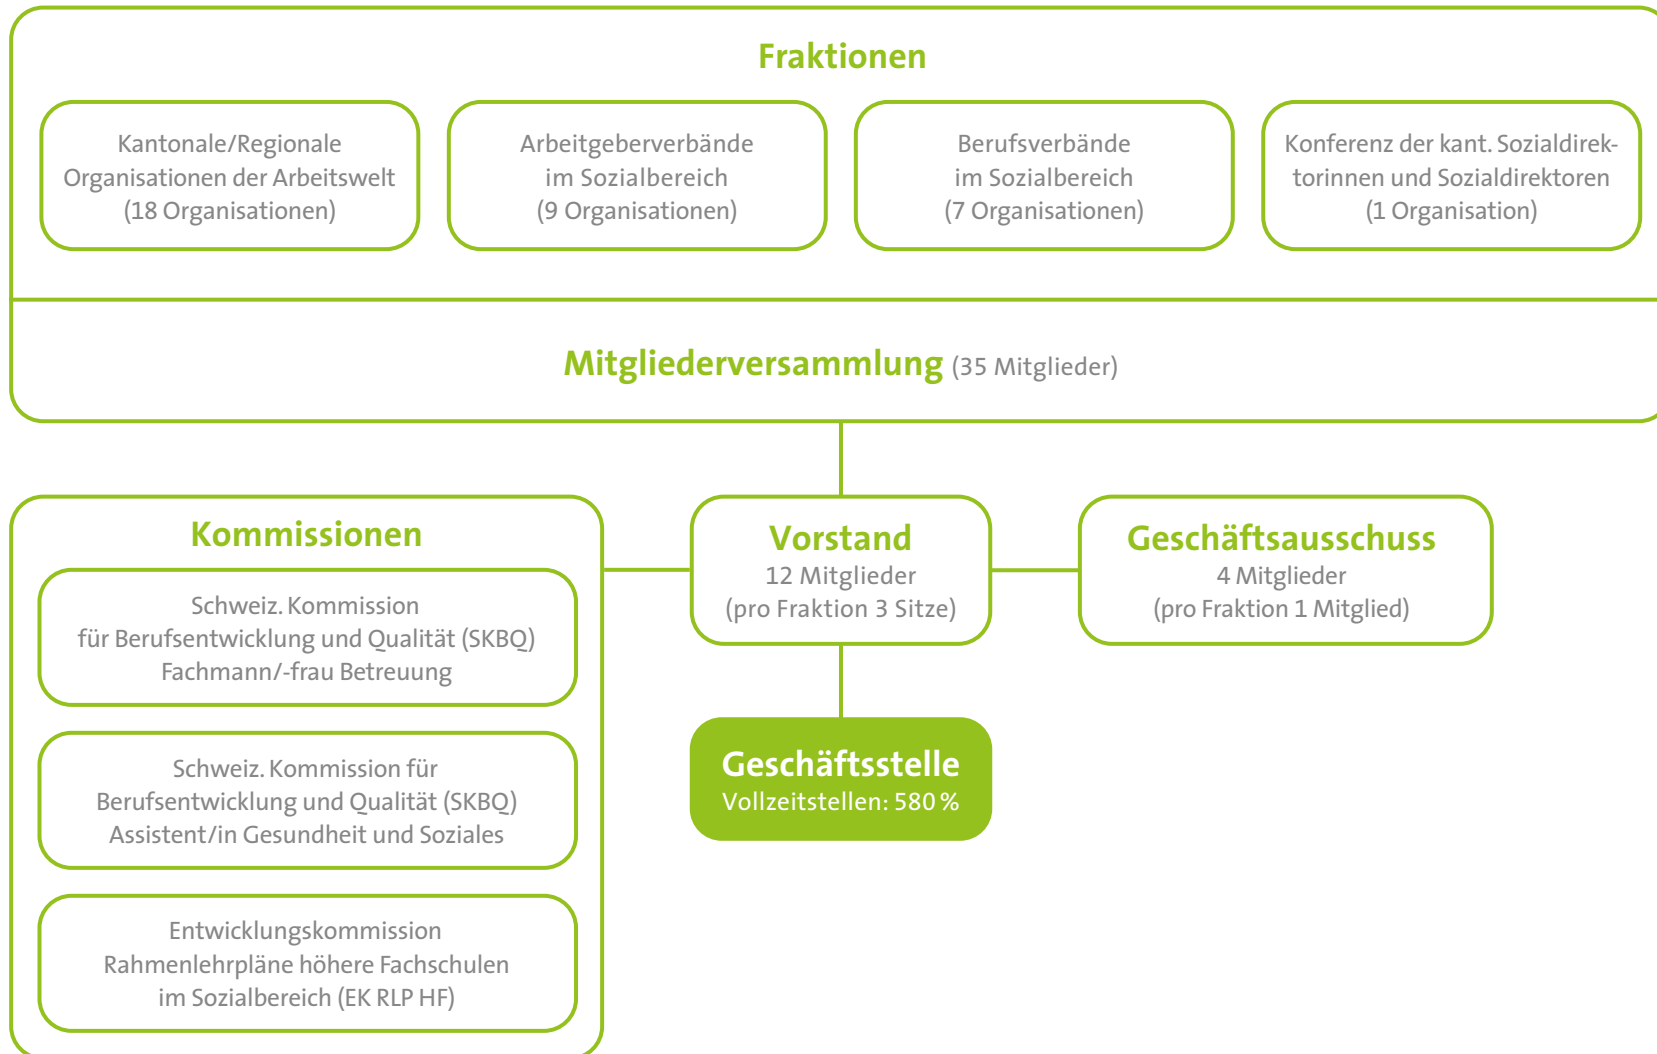 Fraktionen
Kantonale/Regionale
Organisationen der Arbeitswelt
(18 Organisationen)
Arbeitgeberverbände
im Sozialbereich
(9 Organisationen)
Berufsverbände
im Sozialbereich
(7 Organisationen)
Konferenz der kant. Sozialdirek-
torinnen und Sozialdirektoren
(1 Organisation)
Mitgliederversammlung (35 Mitglieder)
Kommissionen
Schweiz. Kommission
für Berufsentwicklung und Qualität (SKBQ)
Fachmann/-frau Betreuung
Schweiz. Kommission für
Berufsentwicklung und Qualität (SKBQ)
Assistent/in Gesundheit und Soziales
Entwicklungskommission
Rahmenlehrpläne höhere Fachschulen
im Sozialbereich (EK RLP HF)
Vorstand
12 Mitglieder
(pro Fraktion 3 Sitze)
Geschäftsausschuss
4 Mitglieder
(pro Fraktion 1 Mitglied)
Geschäftsstelle
Vollzeitstellen: 580 %